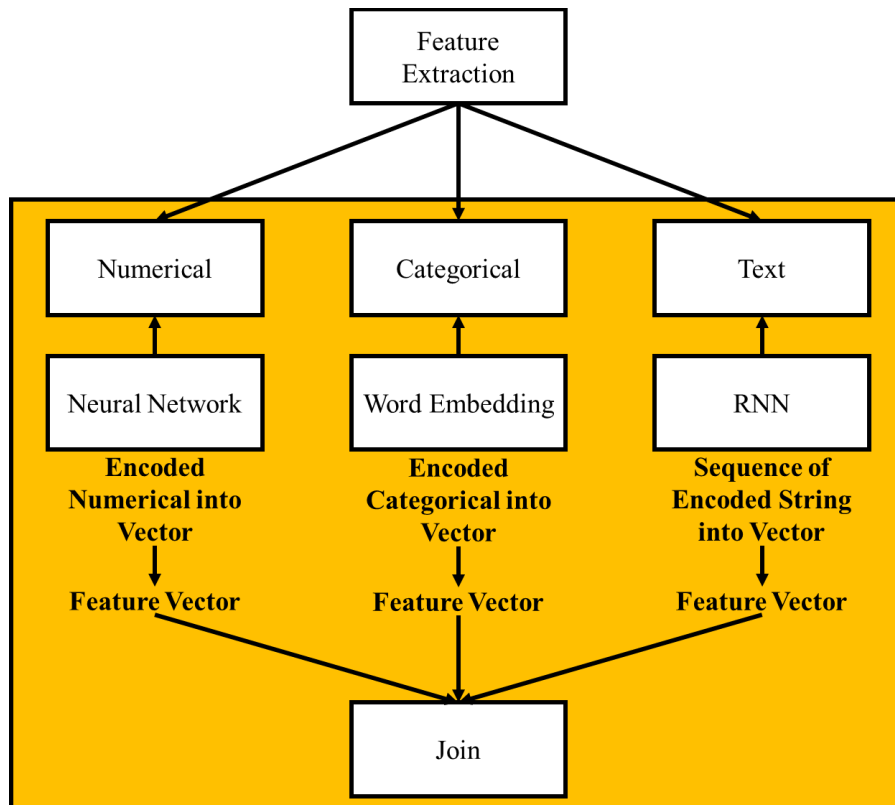 Feature
Extraction
Numerical
Categorical
Text
Neural Network
Word Embedding
RNN
Encoded
Numerical into
Vector
Encoded
Categorical into
Vector
Sequence of
Encoded String
into Vector
Feature Vector
Feature Vector
Feature Vector
Join